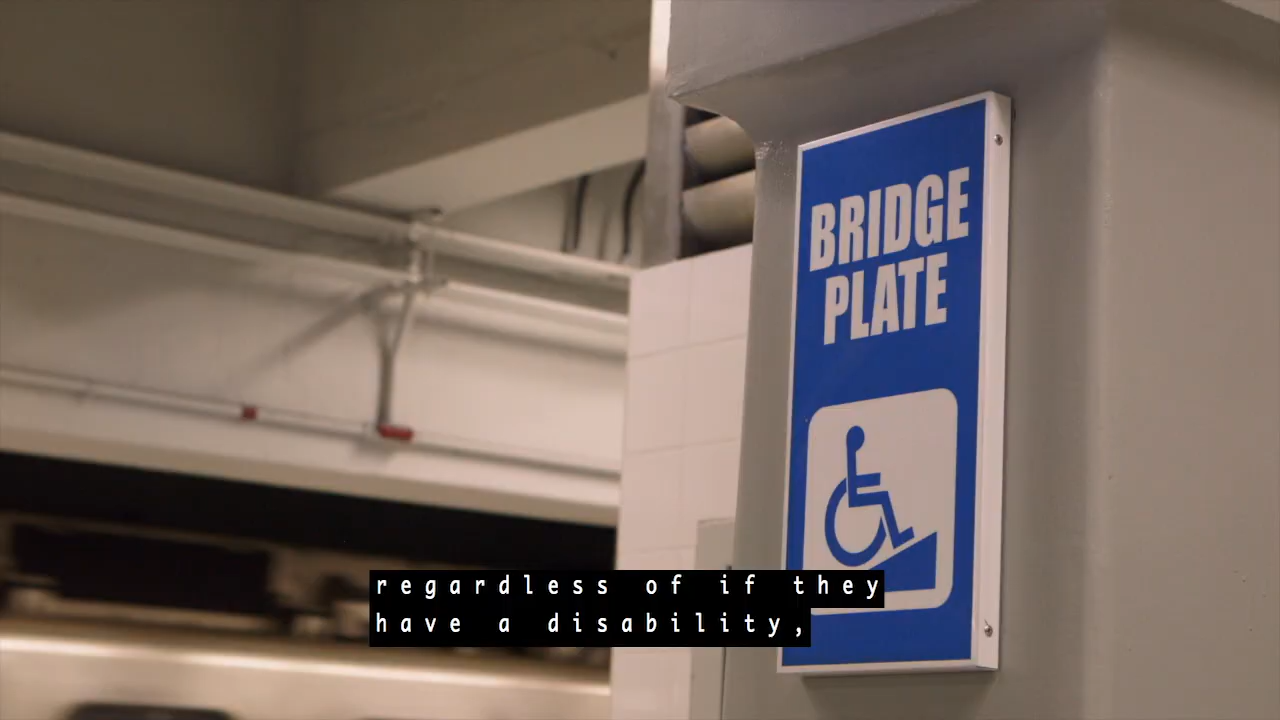 BRIDGE
PLATE
regardless of if they
have a disability,